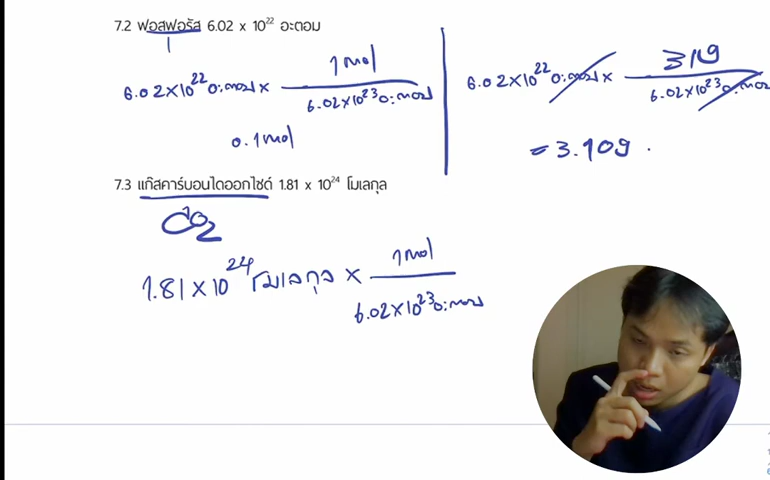 7.2 ฟอสฟอรัส 6.02 x 10²² อะตอม
6.02×10²² อะตอม × 1 mol / 6.02×10²³ อะตอม
0.1 mol
6.02×10²² อะตอม × 31g / 6.02×10²³ อะตอม
= 3.10g
7.3 แก๊สคาร์บอนไดออกไซด์ 1.81 x 10²⁴ โมเลกุล
CO₂
1.81 × 10²⁴ โมเลกุล × 1 mol / 6.02×10²³ อะตอม